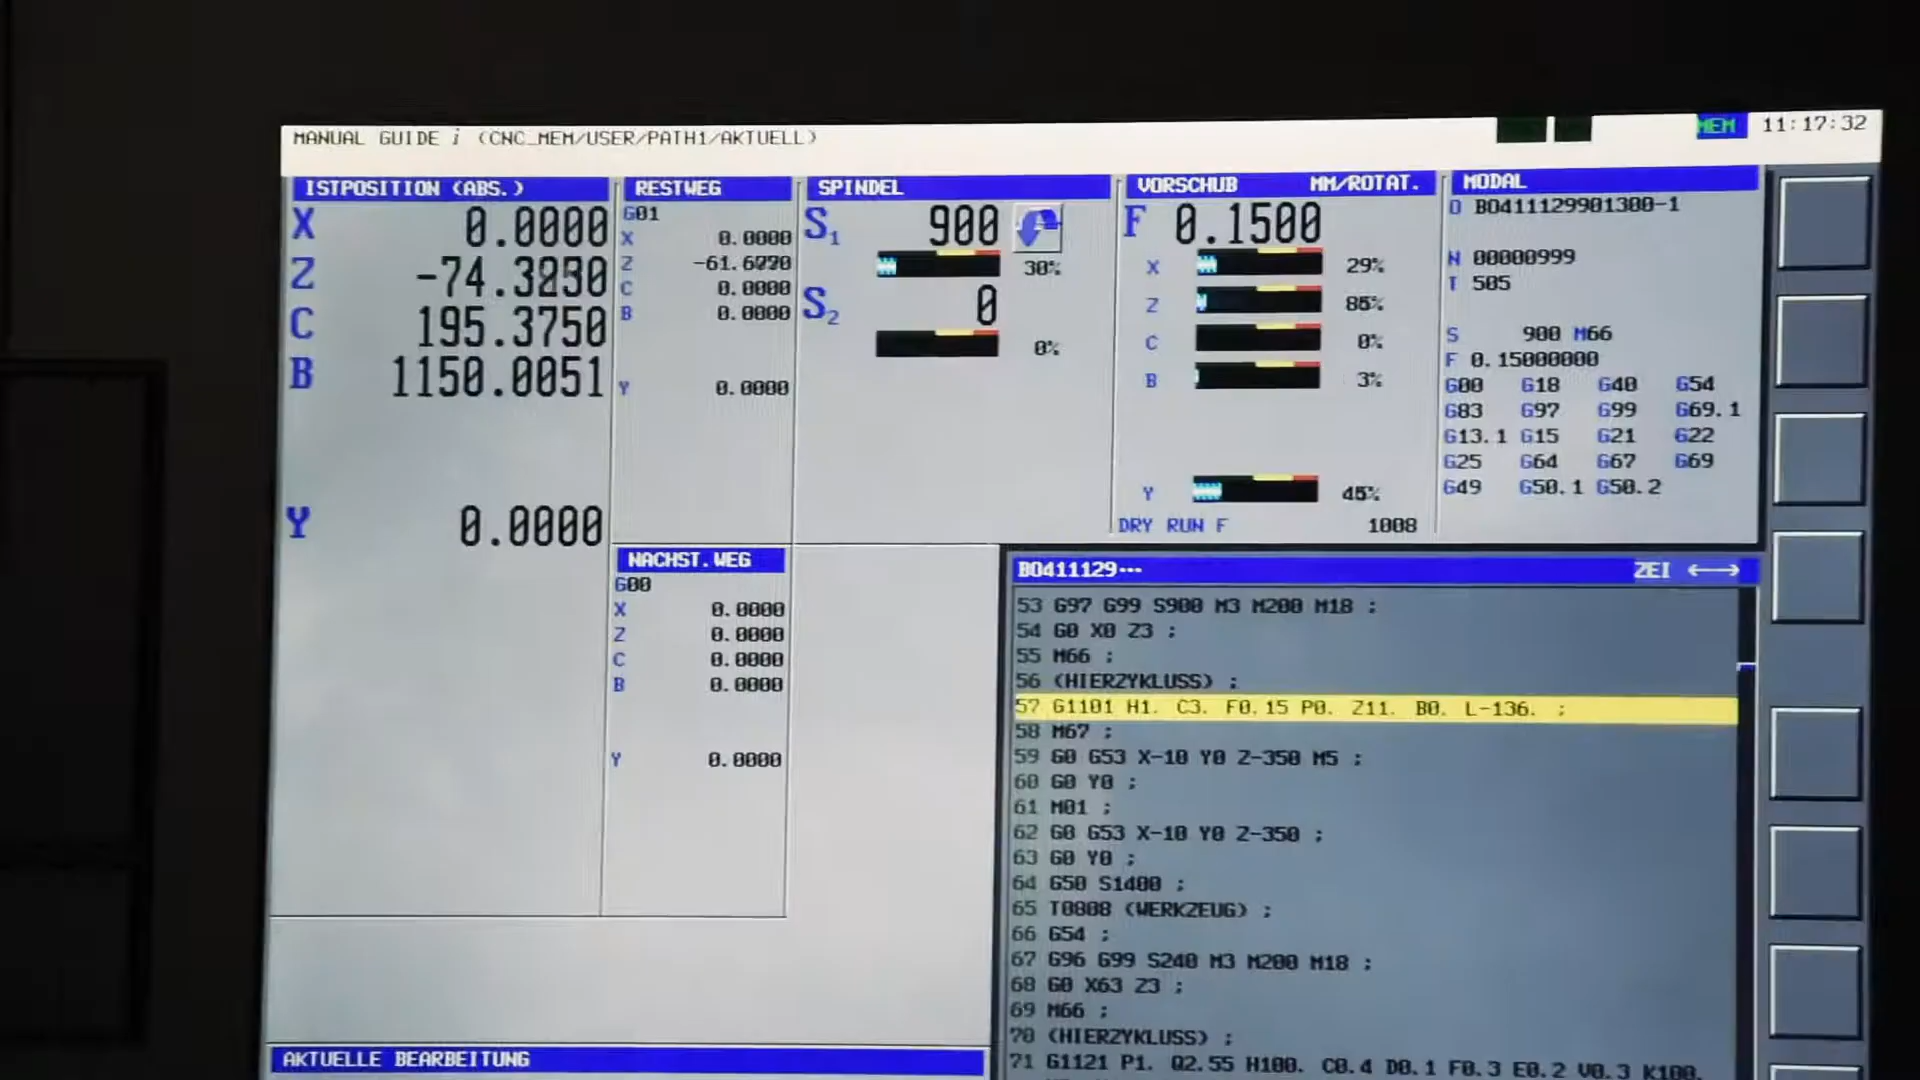 MANUAL GUIDE i (CNC_MEM/USER/PATH1/AKTUELL)
MEM 11:17:32
ISTPOSITION (ABS.)
X 0.0000
Z
C 195.3750
B 1150.0051
Y 0.0000
RESTWEG
G01
X 0.0000
Z
C 0.0000
B 0.0000
Y 0.0000
NACHST.WEG
G00
X 0.0000
Z 0.0000
C 0.0000
B 0.0000
Y 0.0000
SPINDEL
S1 900
30%
S2 0
0%
VORSCHUB MM/ROTAT.
F 0.1500
X 29%
Z 86%
C 0%
B 3%
Y 45%
DRY RUN F 1008
MODAL
O BO411129901300-1
N 00000999
T 505
S 900 M66
F 0.15000000
G00 G18 G40 G54
G83 G97 G99 G69.1
G13.1 G15 G21 G22
G25 G64 G67 G69
G49 G50.1 G50.2
BO411129··· ZEI ←→
53 G97 G99 S900 M3 M200 M18 ;
54 G0 X0 Z3 ;
55 M66 ;
56 (HIERZYKLUSS) ;
57 G1101 H1. C3. F0.15 P0. Z11. B0. L-136. ;
58 M67 ;
59 G0 G53 X-10 Y0 Z-350 M5 ;
60 G0 Y0 ;
61 M01 ;
62 G0 G53 X-10 Y0 Z-350 ;
63 G0 Y0 ;
64 G50 S1400 ;
65 T0808 (WERKZEUG) ;
66 G54 ;
67 G96 G99 S240 M3 M200 M18 ;
68 G0 X63 Z3 ;
69 M66 ;
70 (HIERZYKLUSS) ;
71 G1121 P1. Q2.55 H100. C0.4 D0.1 F0.3 E0.2 V0.3 K100.
AKTUELLE BEARBEITUNG